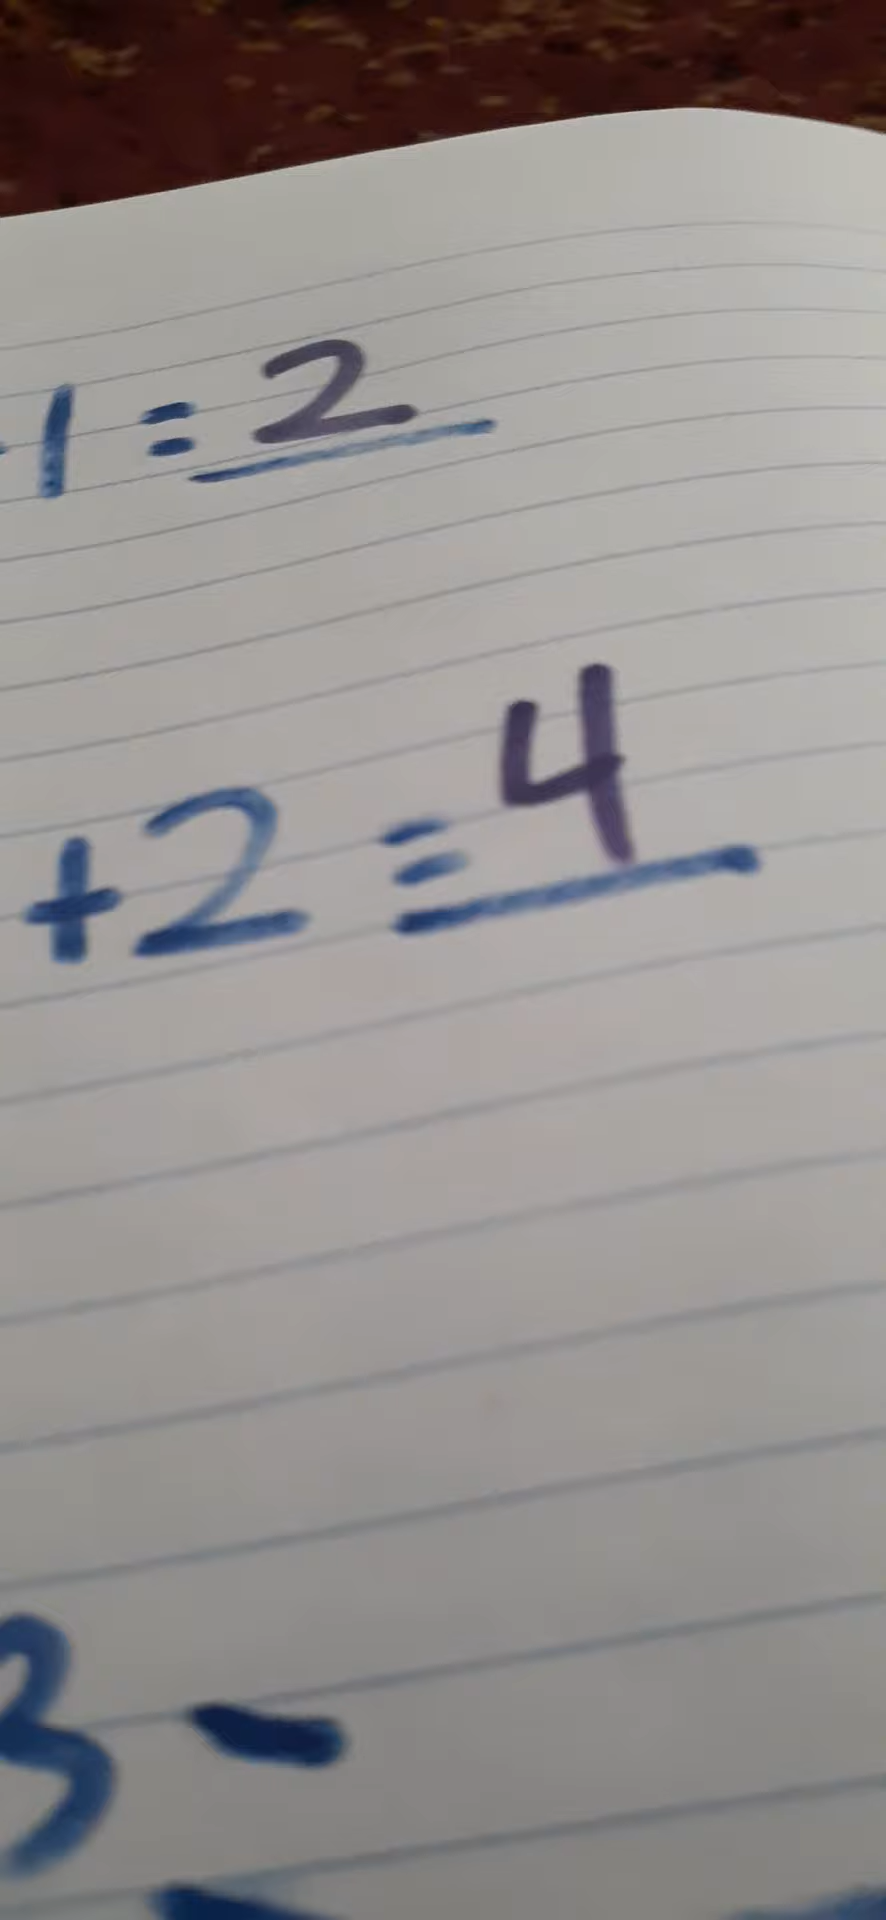 1 = 2
+2 = 4
3